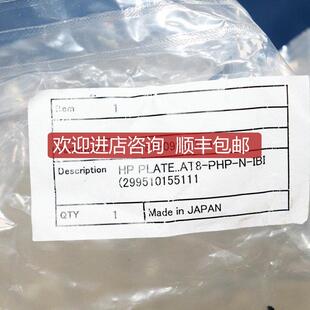 Item 1
欢迎进店咨询 顺丰包邮
09
Description HP PLATE..AT8-PHP-N-IBI
(299510155111
QTY 1 Made in JAPAN